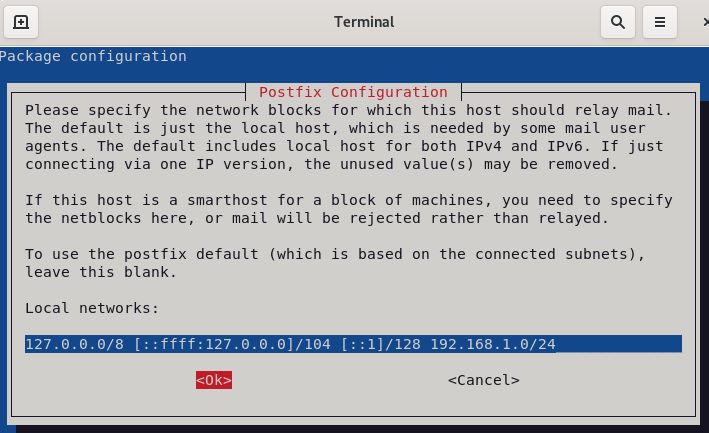 Terminal
Package configuration
Postfix Configuration
Please specify the network blocks for which this host should relay mail.
The default is just the local host, which is needed by some mail user
agents. The default includes local host for both IPv4 and IPv6. If just
connecting via one IP version, the unused value(s) may be removed.
If this host is a smarthost for a block of machines, you need to specify
the netblocks here, or mail will be rejected rather than relayed.
To use the postfix default (which is based on the connected subnets),
leave this blank.
Local networks:
127.0.0.0/8 [::ffff:127.0.0.0]/104 [::1]/128 192.168.1.0/24
<Ok> <Cancel>